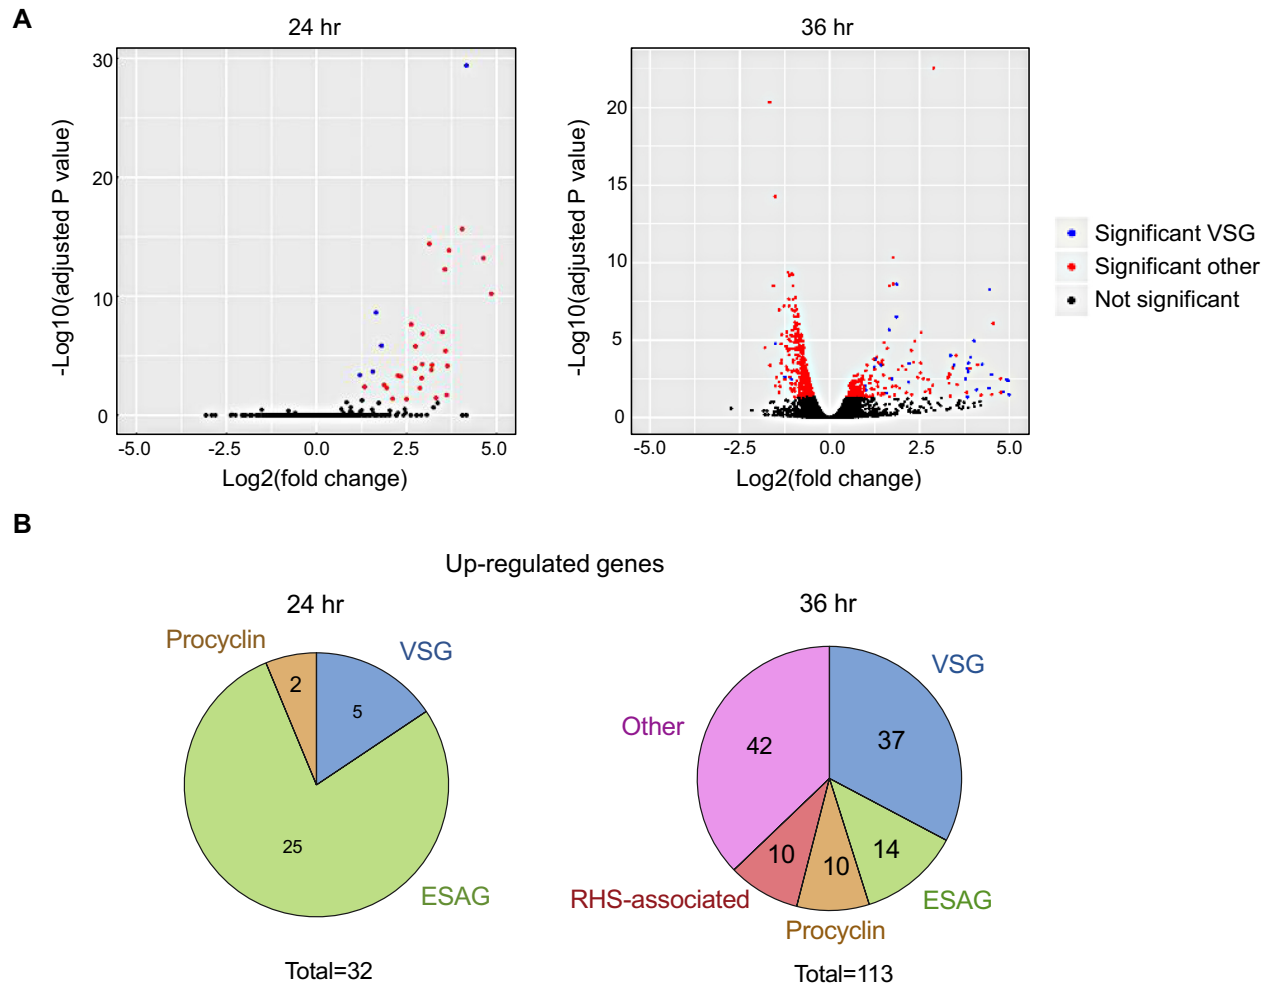 A
24 hr
36 hr
-Log10(adjusted P value)
30
20
10
0
-5.0
-2.5
0.0
2.5
5.0
Log2(fold change)
-Log10(adjusted P value)
20
15
10
5
0
-5.0
-2.5
0.0
2.5
5.0
Log2(fold change)
Significant VSG
Significant other
Not significant
B
Up-regulated genes
24 hr
Procyclin
VSG
2
5
25
ESAG
Total=32
36 hr
VSG
Other
42
37
10
10
14
RHS-associated
ESAG
Procyclin
Total=113